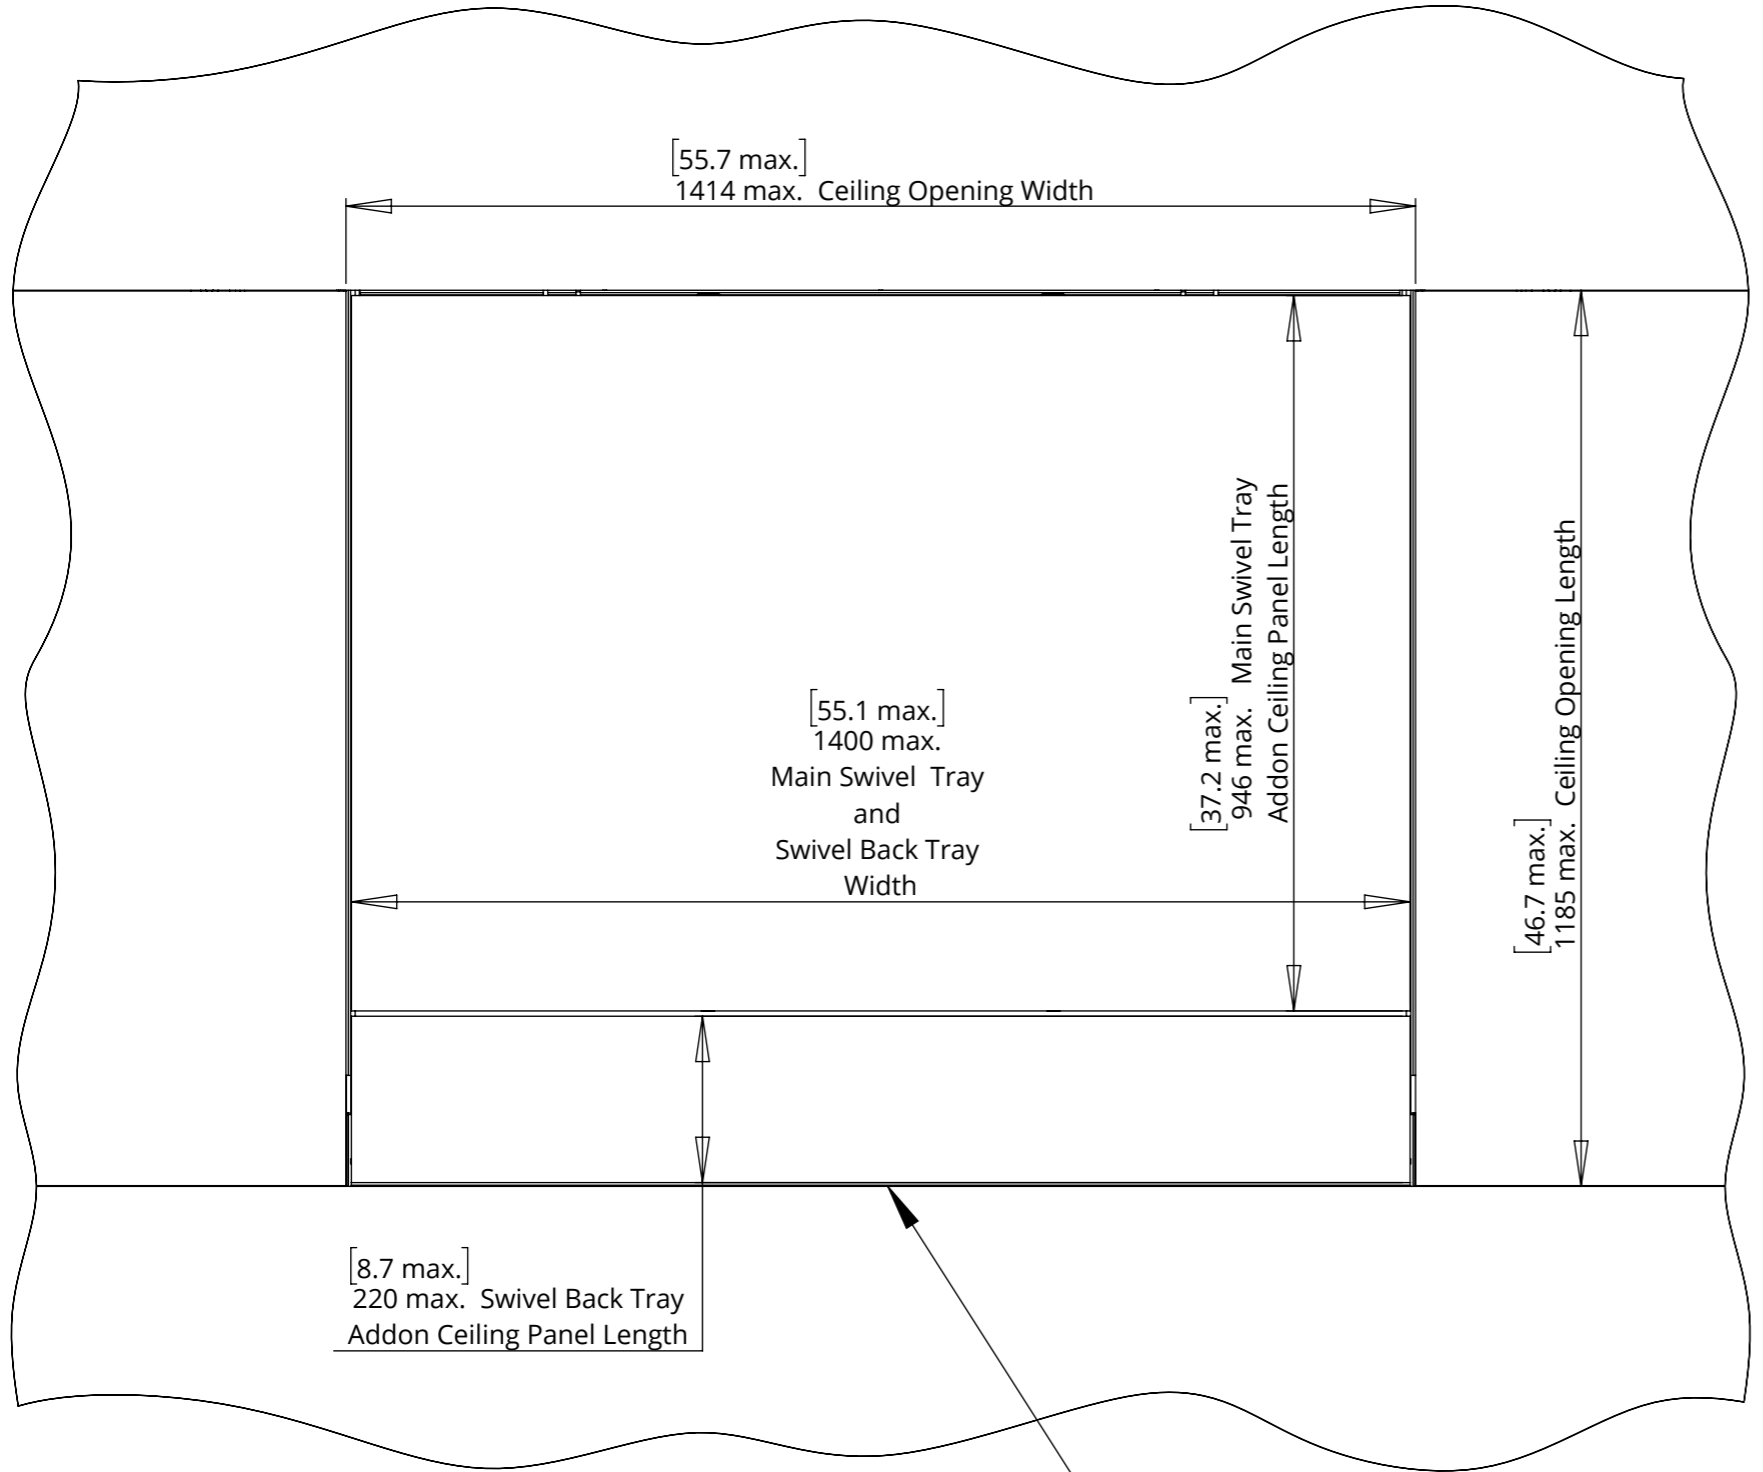 [55.7 max.]
1414 max.  Ceiling Opening Width
[37.2 max.]
946 max.  Main Swivel Tray
Addon Ceiling Panel Length
[46.7 max.]
1185 max.  Ceiling Opening Length
[55.1 max.]
1400 max.
Main Swivel  Tray
and
Swivel Back Tray
Width
[8.7 max.]
220 max.  Swivel Back Tray
Addon Ceiling Panel Length